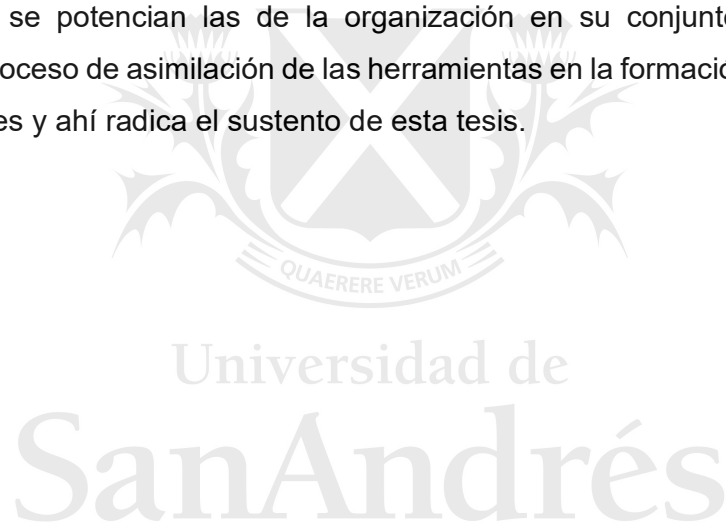 se potencian las de la organización en su conjunto
oceso de asimilación de las herramientas en la formació
es y ahí radica el sustento de esta tesis.
QUAERERE VERUM
Universidad de
SanAndrés